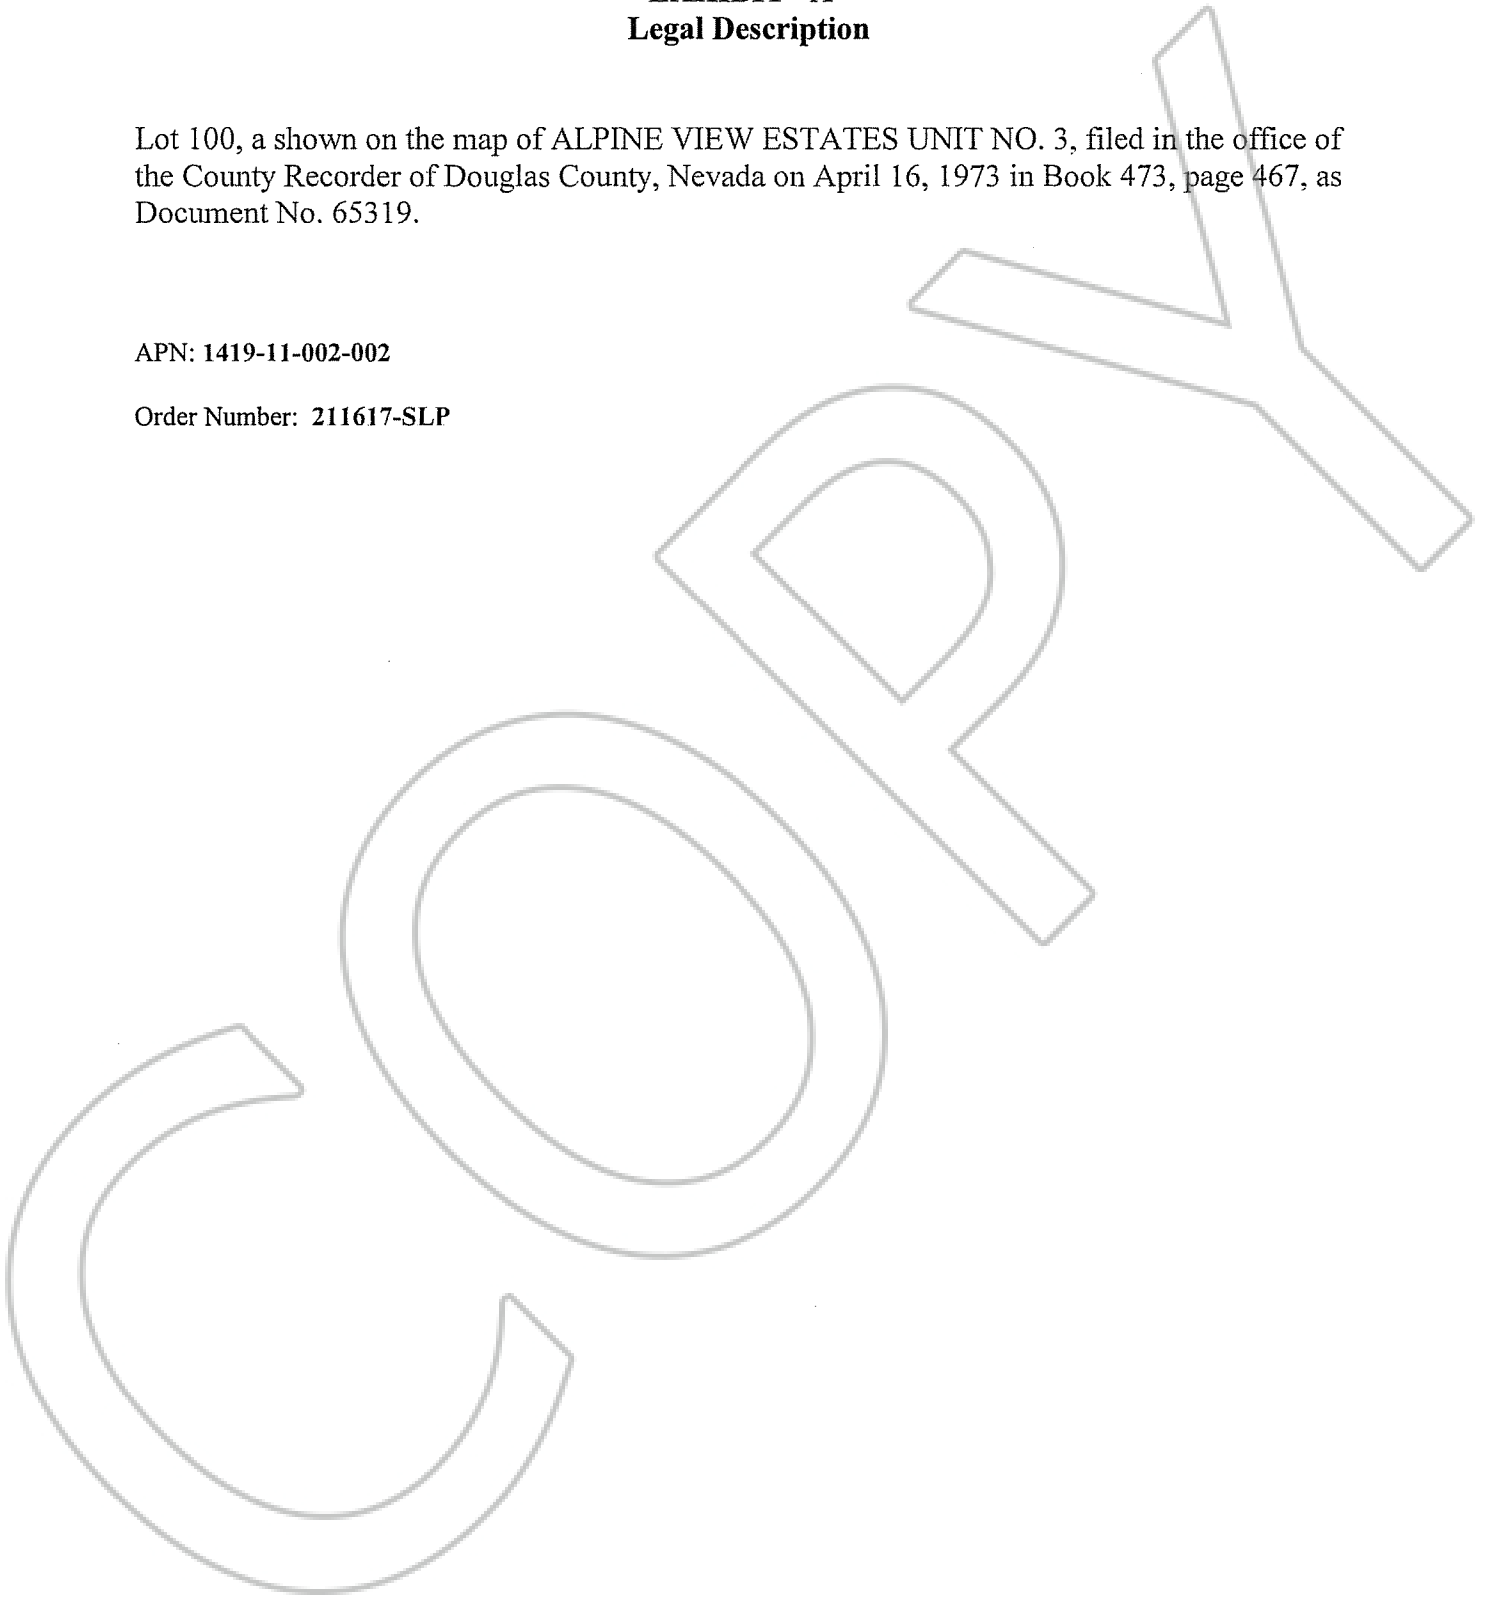 Legal Description
Lot 100, a shown on the map of ALPINE VIEW ESTATES UNIT NO. 3, filed in the office of
the County Recorder of Douglas County, Nevada on April 16, 1973 in Book 473, page 467, as
Document No. 65319.
APN: 1419-11-002-002
Order Number: 211617-SLP
COPY